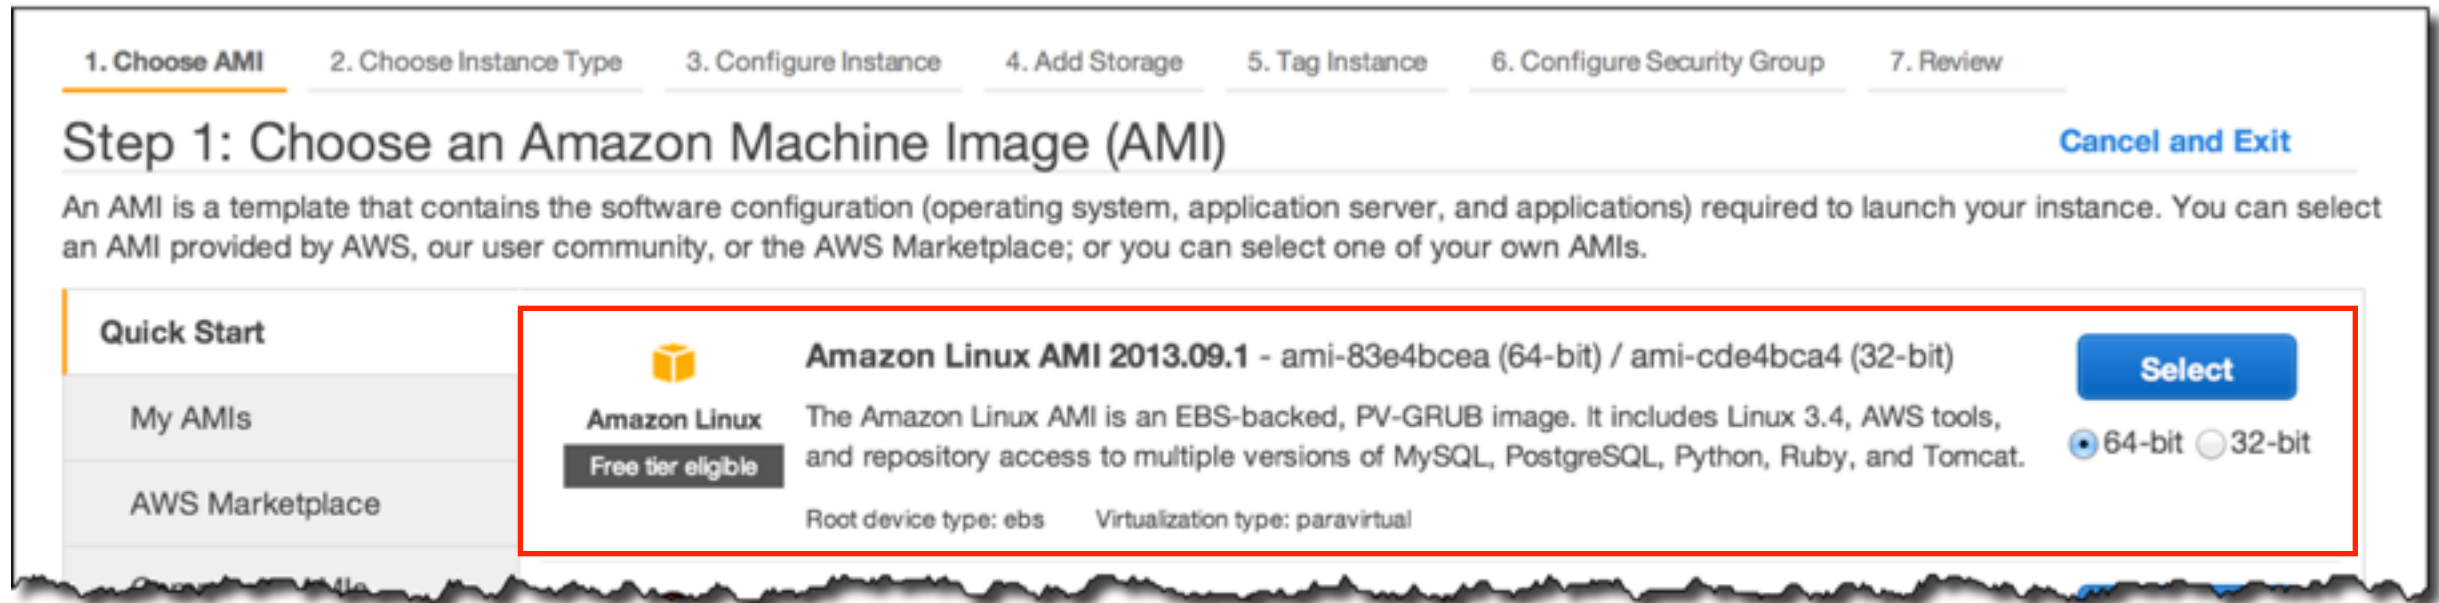 1. Choose AMI 2. Choose Instance Type 3. Configure Instance 4. Add Storage 5. Tag Instance 6. Configure Security Group 7. Review
Step 1: Choose an Amazon Machine Image (AMI)
Cancel and Exit
An AMI is a template that contains the software configuration (operating system, application server, and applications) required to launch your instance. You can select
an AMI provided by AWS, our user community, or the AWS Marketplace; or you can select one of your own AMIs.
Quick Start
My AMIs
AWS Marketplace
Amazon Linux
Free tier eligible
Amazon Linux AMI 2013.09.1 - ami-83e4bcea (64-bit) / ami-cde4bca4 (32-bit)
The Amazon Linux AMI is an EBS-backed, PV-GRUB image. It includes Linux 3.4, AWS tools,
and repository access to multiple versions of MySQL, PostgreSQL, Python, Ruby, and Tomcat.
Root device type: ebs Virtualization type: paravirtual
Select
64-bit 32-bit